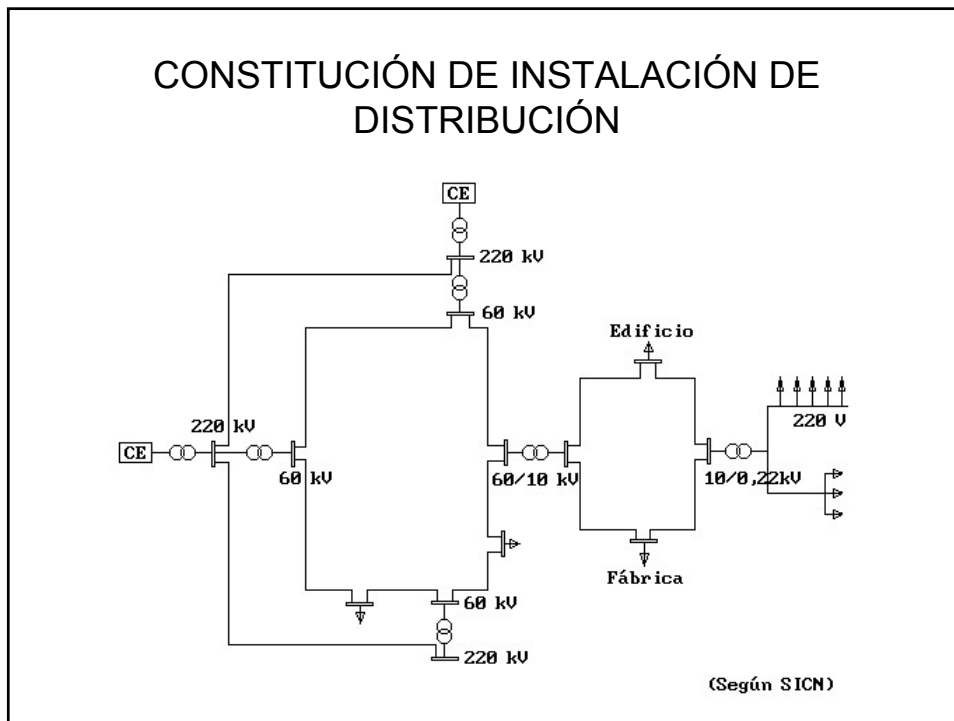 CONSTITUCIÓN DE INSTALACIÓN DE
DISTRIBUCIÓN
CE
220 kV
60 kV
Edificio
220 kV
220 V
CE
60 kV
60/10 kV
10/0,22kV
Fábrica
60 kV
220 kV
(Según SICN)